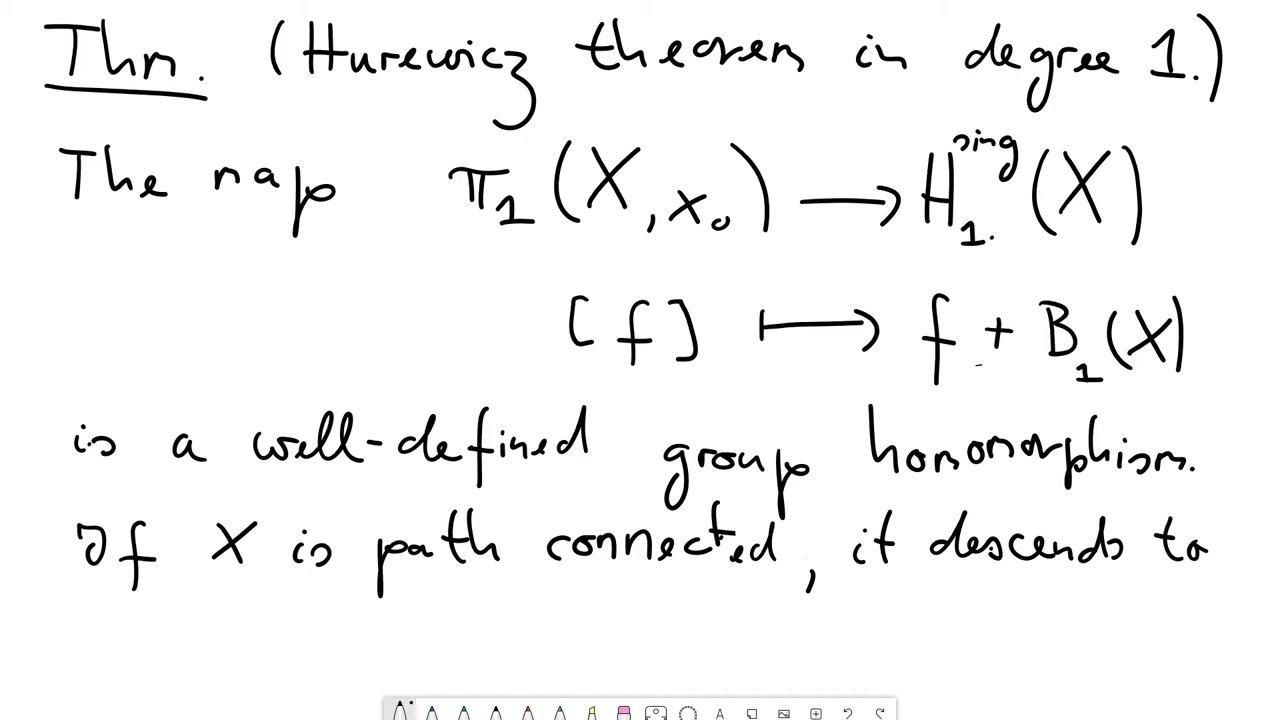 Thm. (Hurewicz theorem in degree 1.)
The map π₁(X, x₀) ⟶ H₁^sing(X)
[f] ⟼ f + B₁(X)
is a well-defined group homomorphism.
If X is path connected, it descends to